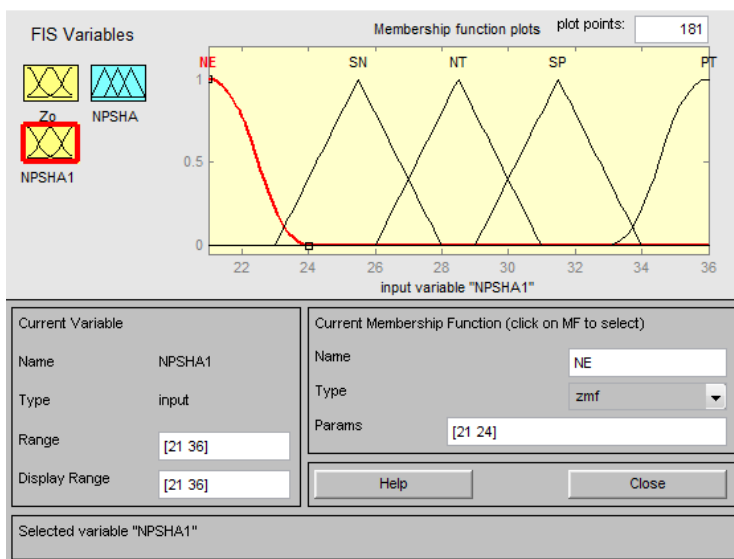 FIS Variables
Membership function plots plot points: 181
Zo NPSHA
NPSHA1
NE SN NT SP PT
1
0.5
0
22 24 26 28 30 32 34 36
input variable "NPSHA1"
Current Variable
Name NPSHA1
Type input
Range [21 36]
Display Range [21 36]
Current Membership Function (click on MF to select)
Name NE
Type zmf
Params [21 24]
Help Close
Selected variable "NPSHA1"